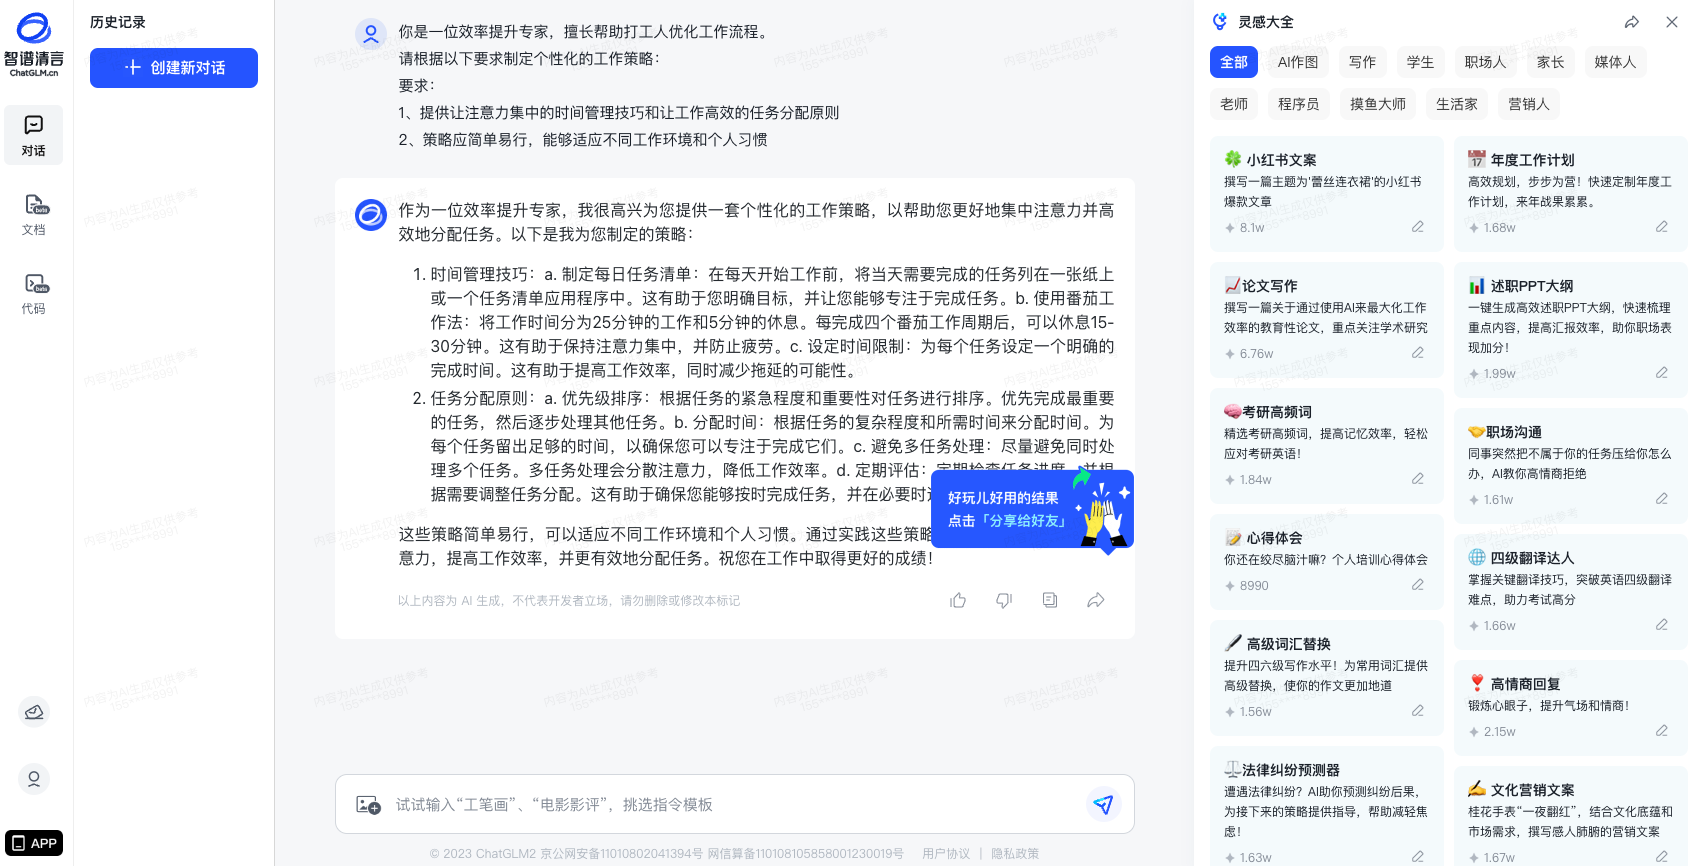 智谱清言
ChatGLM.cn
对话
文档
beta
代码
beta
APP
历史记录
创建新对话
你是一位效率提升专家，擅长帮助打工人优化工作流程。
请根据以下要求制定个性化的工作策略：
要求：
1、提供让注意力集中的时间管理技巧和让工作高效的任务分配原则
2、策略应简单易行，能够适应不同工作环境和个人习惯
作为一位效率提升专家，我很高兴为您提供一套个性化的工作策略，以帮助您更好地集中注意力并高
效地分配任务。以下是我为您制定的策略：
1. 时间管理技巧：a. 制定每日任务清单：在每天开始工作前，将当天需要完成的任务列在一张纸上
或一个任务清单应用程序中。这有助于您明确目标，并让您能够专注于完成任务。b. 使用番茄工
作法：将工作时间分为25分钟的工作和5分钟的休息。每完成四个番茄工作周期后，可以休息15-
30分钟。这有助于保持注意力集中，并防止疲劳。c. 设定时间限制：为每个任务设定一个明确的
完成时间。这有助于提高工作效率，同时减少拖延的可能性。
2. 任务分配原则：a. 优先级排序：根据任务的紧急程度和重要性对任务进行排序。优先完成最重要
的任务，然后逐步处理其他任务。b. 分配时间：根据任务的复杂程度和所需时间来分配时间。为
每个任务留出足够的时间，以确保您可以专注于完成它们。c. 避免多任务处理：尽量避免同时处
理多个任务。多任务处理会分散注意力，降低工作效率。d. 定期评估：定期检查任务进度，并根
据需要调整任务分配。这有助于确保您能够按时完成任务，并在必要时
这些策略简单易行，可以适应不同工作环境和个人习惯。通过实践这些策略
意力，提高工作效率，并更有效地分配任务。祝您在工作中取得更好的成绩！
好玩儿好用的结果
点击「分享给好友」
以上内容为 AI 生成，不代表开发者立场，请勿删除或修改本标记
试试输入“工笔画”、“电影影评”，挑选指令模板
© 2023 ChatGLM2 京公网安备11010802041394号 网信算备110108105858001230019号 用户协议 | 隐私政策
灵感大全
全部 AI作图 写作 学生 职场人 家长 媒体人
老师 程序员 摸鱼大师 生活家 营销人
小红书文案
撰写一篇主题为'蕾丝连衣裙'的小红书
爆款文章
8.1w
论文写作
撰写一篇关于通过使用AI来最大化工作
效率的教育性论文，重点关注学术研究
6.76w
考研高频词
精选考研高频词，提高记忆效率，轻松
应对考研英语！
1.84w
心得体会
你还在绞尽脑汁嘛？个人培训心得体会
8990
高级词汇替换
提升四六级写作水平！为常用词汇提供
高级替换，使你的作文更加地道
1.56w
法律纠纷预测器
遭遇法律纠纷？AI助你预测纠纷后果，
为接下来的策略提供指导，帮助减轻焦
虑！
1.63w
年度工作计划
高效规划，步步为营！快速定制年度工
作计划，来年战果累累。
1.68w
述职PPT大纲
一键生成高效述职PPT大纲，快速梳理
重点内容，提高汇报效率，助你职场表
现加分！
1.99w
职场沟通
同事突然把不属于你的任务压给你怎么
办，AI教你高情商拒绝
1.61w
四级翻译达人
掌握关键翻译技巧，突破英语四级翻译
难点，助力考试高分
1.66w
高情商回复
锻炼心眼子，提升气场和情商！
2.15w
文化营销文案
桂花手表“一夜翻红”，结合文化底蕴和
市场需求，撰写感人肺腑的营销文案
1.67w
内容为AI生成仅供参考
155****8991